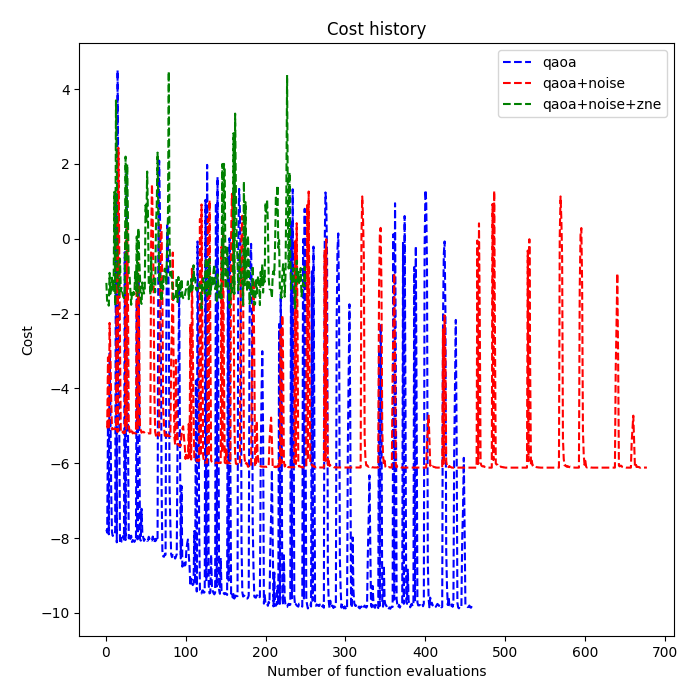 Cost history
qaoa
qaoa+noise
qaoa+noise+zne
Cost
4
2
0
−2
−4
−6
−8
−10
0 100 200 300 400 500 600 700
Number of function evaluations